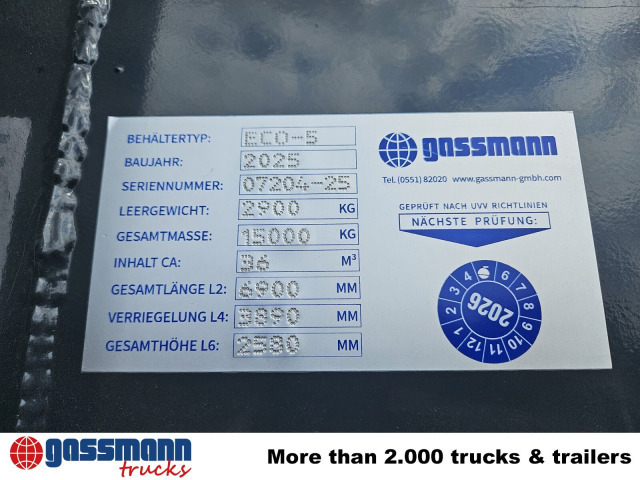 BEHÄLTERTYP: ECO-5
BAUJAHR: 2025
SERIENNUMMER: 07204-25
LEERGEWICHT: 2900 KG
GESAMTMASSE: 15000 KG
INHALT CA: 36 M³
GESAMTLÄNGE L2: 6900 MM
VERRIEGELUNG L4: 3890 MM
GESAMTHÖHE L6: 2580 MM
gassmann
Tel. (0551) 82020 www.gassmann-gmbh.com
GEPRÜFT NACH UVV RICHTLINIEN
NÄCHSTE PRÜFUNG:
1 2 3 4 6 7 8 9 10 11 12
2026
gassmann
trucks
More than 2.000 trucks & trailers